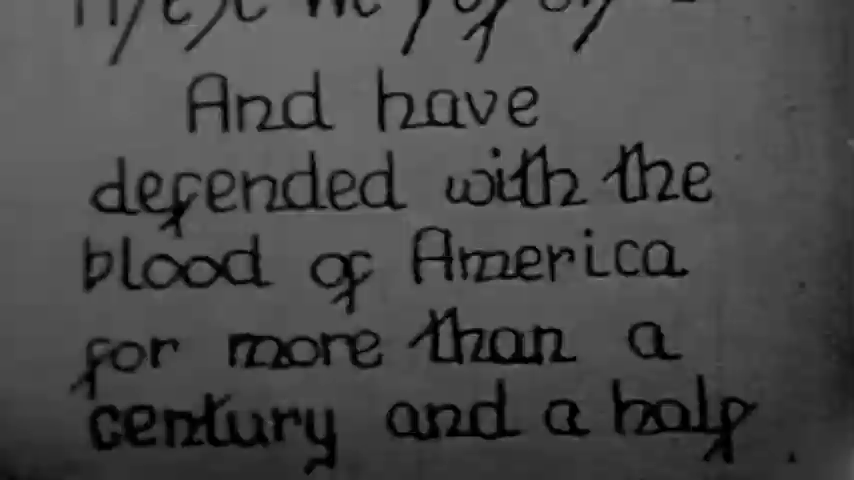 And have
defended with the
blood of America
for more than a
century and a half.